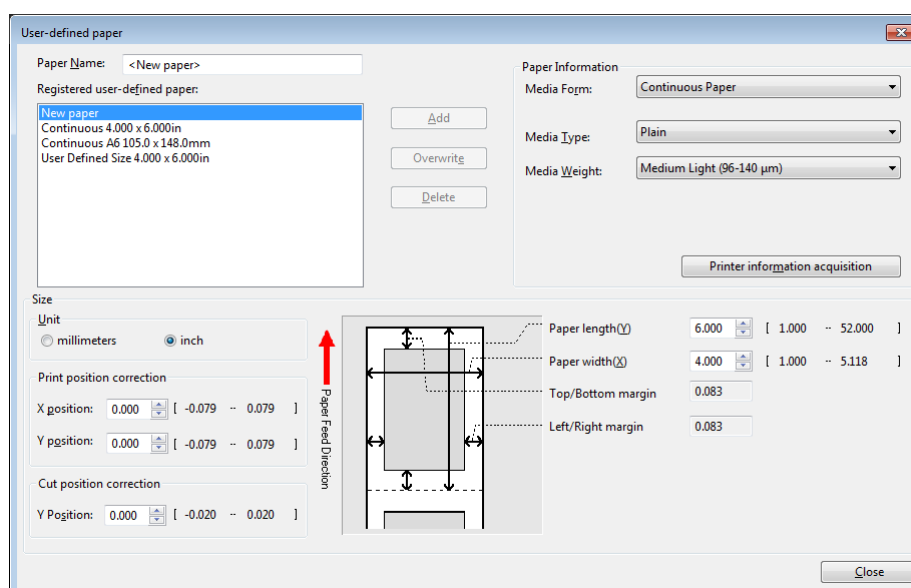 User-defined paper
Paper Name: <New paper>
Registered user-defined paper:
New paper
Continuous 4.000 x 6.000in
Continuous A6 105.0 x 148.0mm
User Defined Size 4.000 x 6.000in
Add
Overwrite
Delete
Paper Information
Media Form: Continuous Paper
Media Type: Plain
Media Weight: Medium Light (96-140 µm)
Printer information acquisition
Size
Unit
millimeters inch
Print position correction
X position: 0.000 [ -0.079 -- 0.079 ]
Y position: 0.000 [ -0.079 -- 0.079 ]
Cut position correction
Y Position: 0.000 [ -0.020 -- 0.020 ]
Paper Feed Direction
Paper length(Y) 6.000 [ 1.000 -- 52.000 ]
Paper width(X) 4.000 [ 1.000 -- 5.118 ]
Top/Bottom margin 0.083
Left/Right margin 0.083
Close